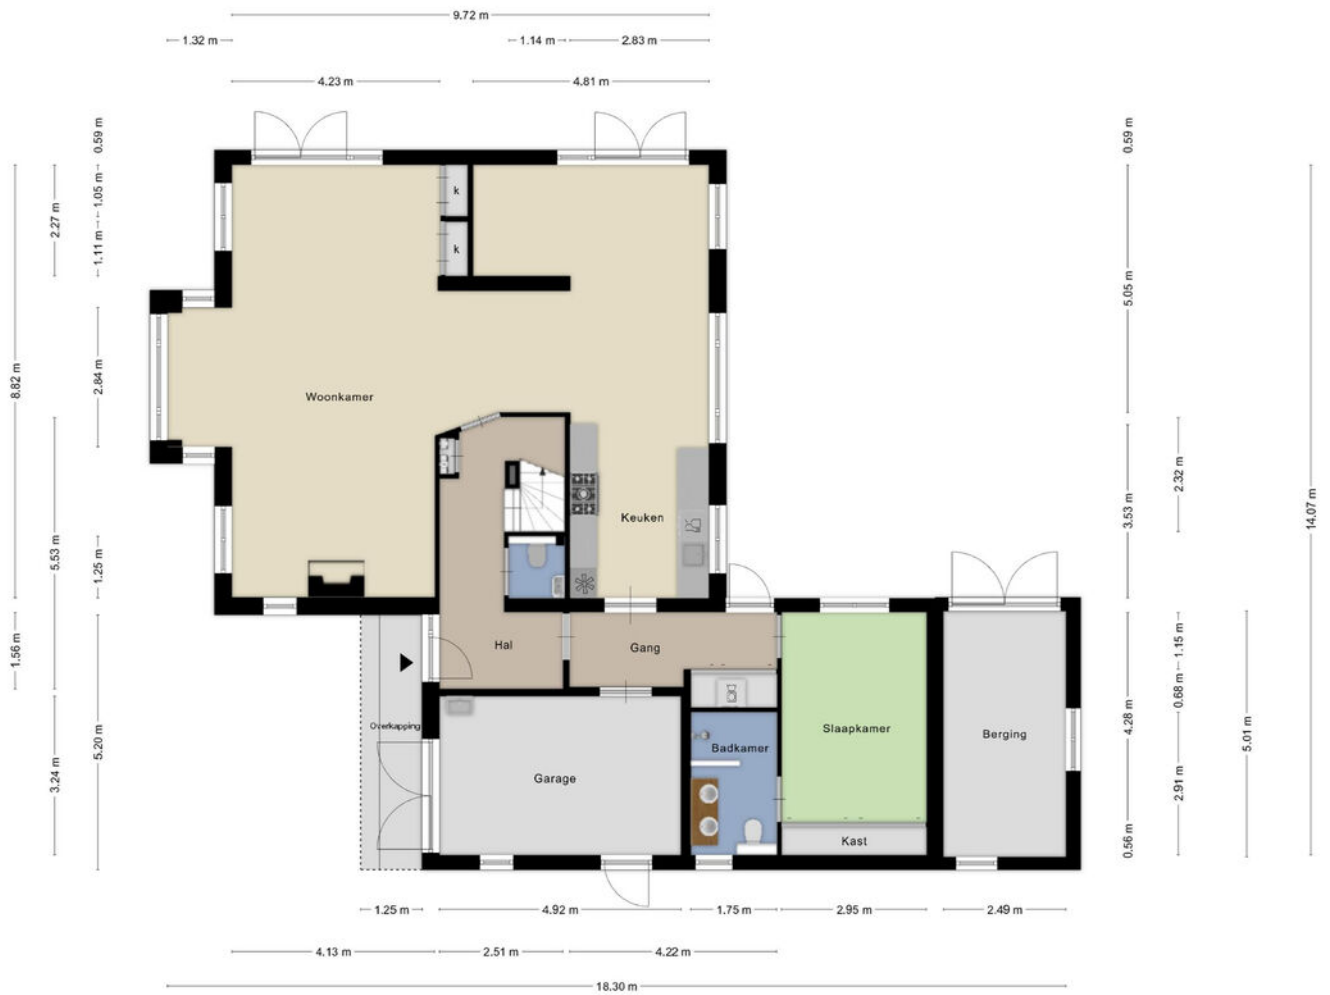 9.72 m
1.32 m
1.14 m
2.83 m
4.23 m
4.81 m
0.59 m
0.59 m
1.05 m
2.27 m
1.11 m
k
k
5.05 m
8.82 m
2.84 m
Woonkamer
2.32 m
14.07 m
3.53 m
Keuken
5.53 m
1.25 m
1.56 m
Hal
Gang
1.15 m
0.68 m
Overkapping
Slaapkamer
Berging
4.28 m
5.01 m
5.20 m
Badkamer
3.24 m
Garage
2.91 m
Kast
0.56 m
1.25 m
4.92 m
1.75 m
2.95 m
2.49 m
4.13 m
2.51 m
4.22 m
18.30 m